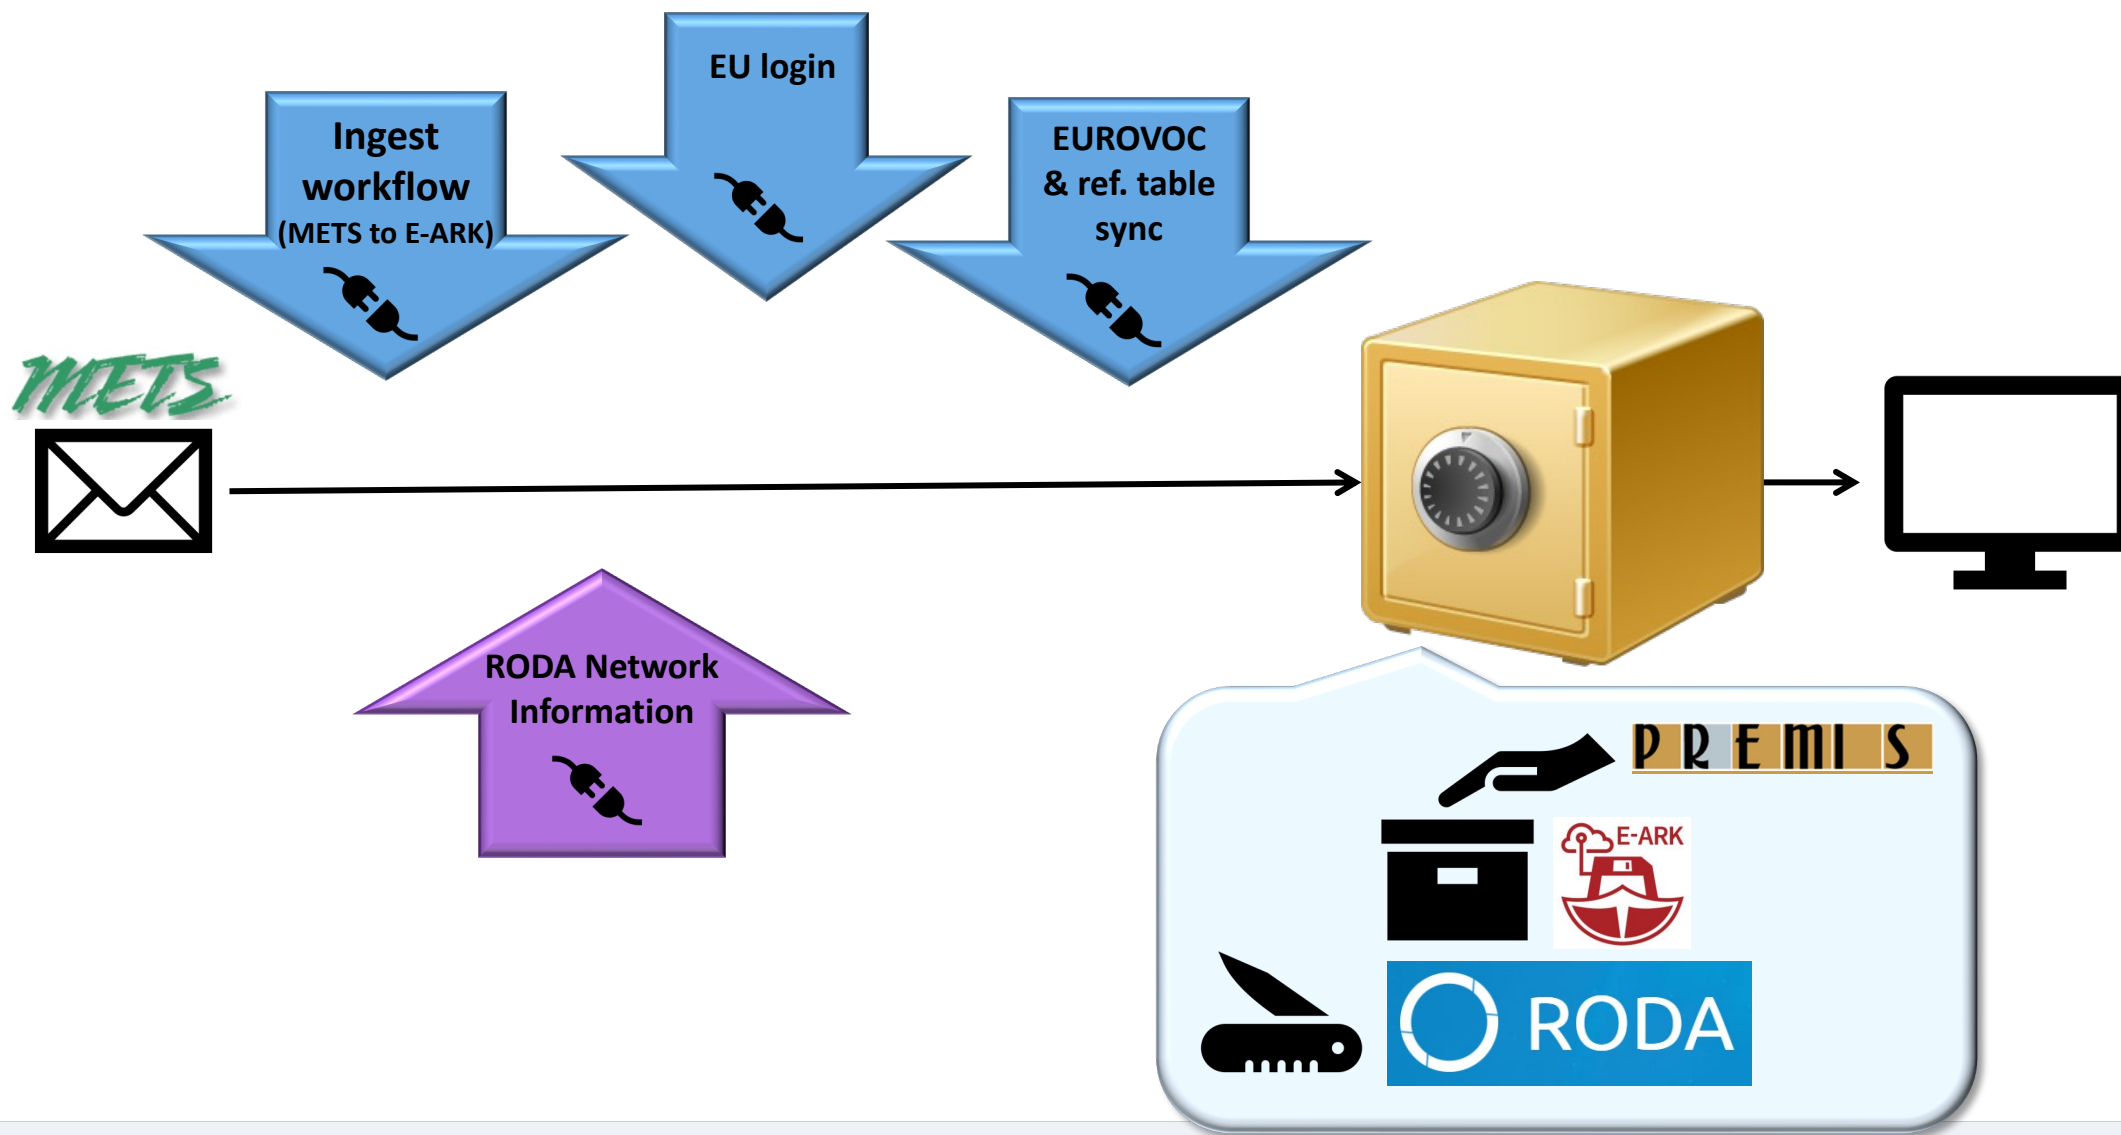 EU login
Ingest
workflow
(METS to E-ARK)
EUROVOC
& ref. table
sync
METS
RODA Network
Information
PREMIS
E-ARK
RODA